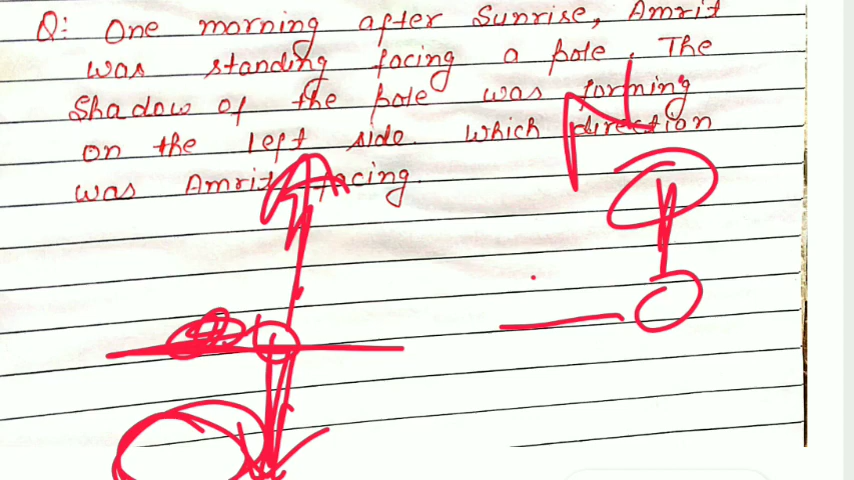 Q: One morning after Sunrise, Amrit
was standing facing a pole. The
Shadow of the pole was forming
on the left side. Which direction
was Amrit facing.